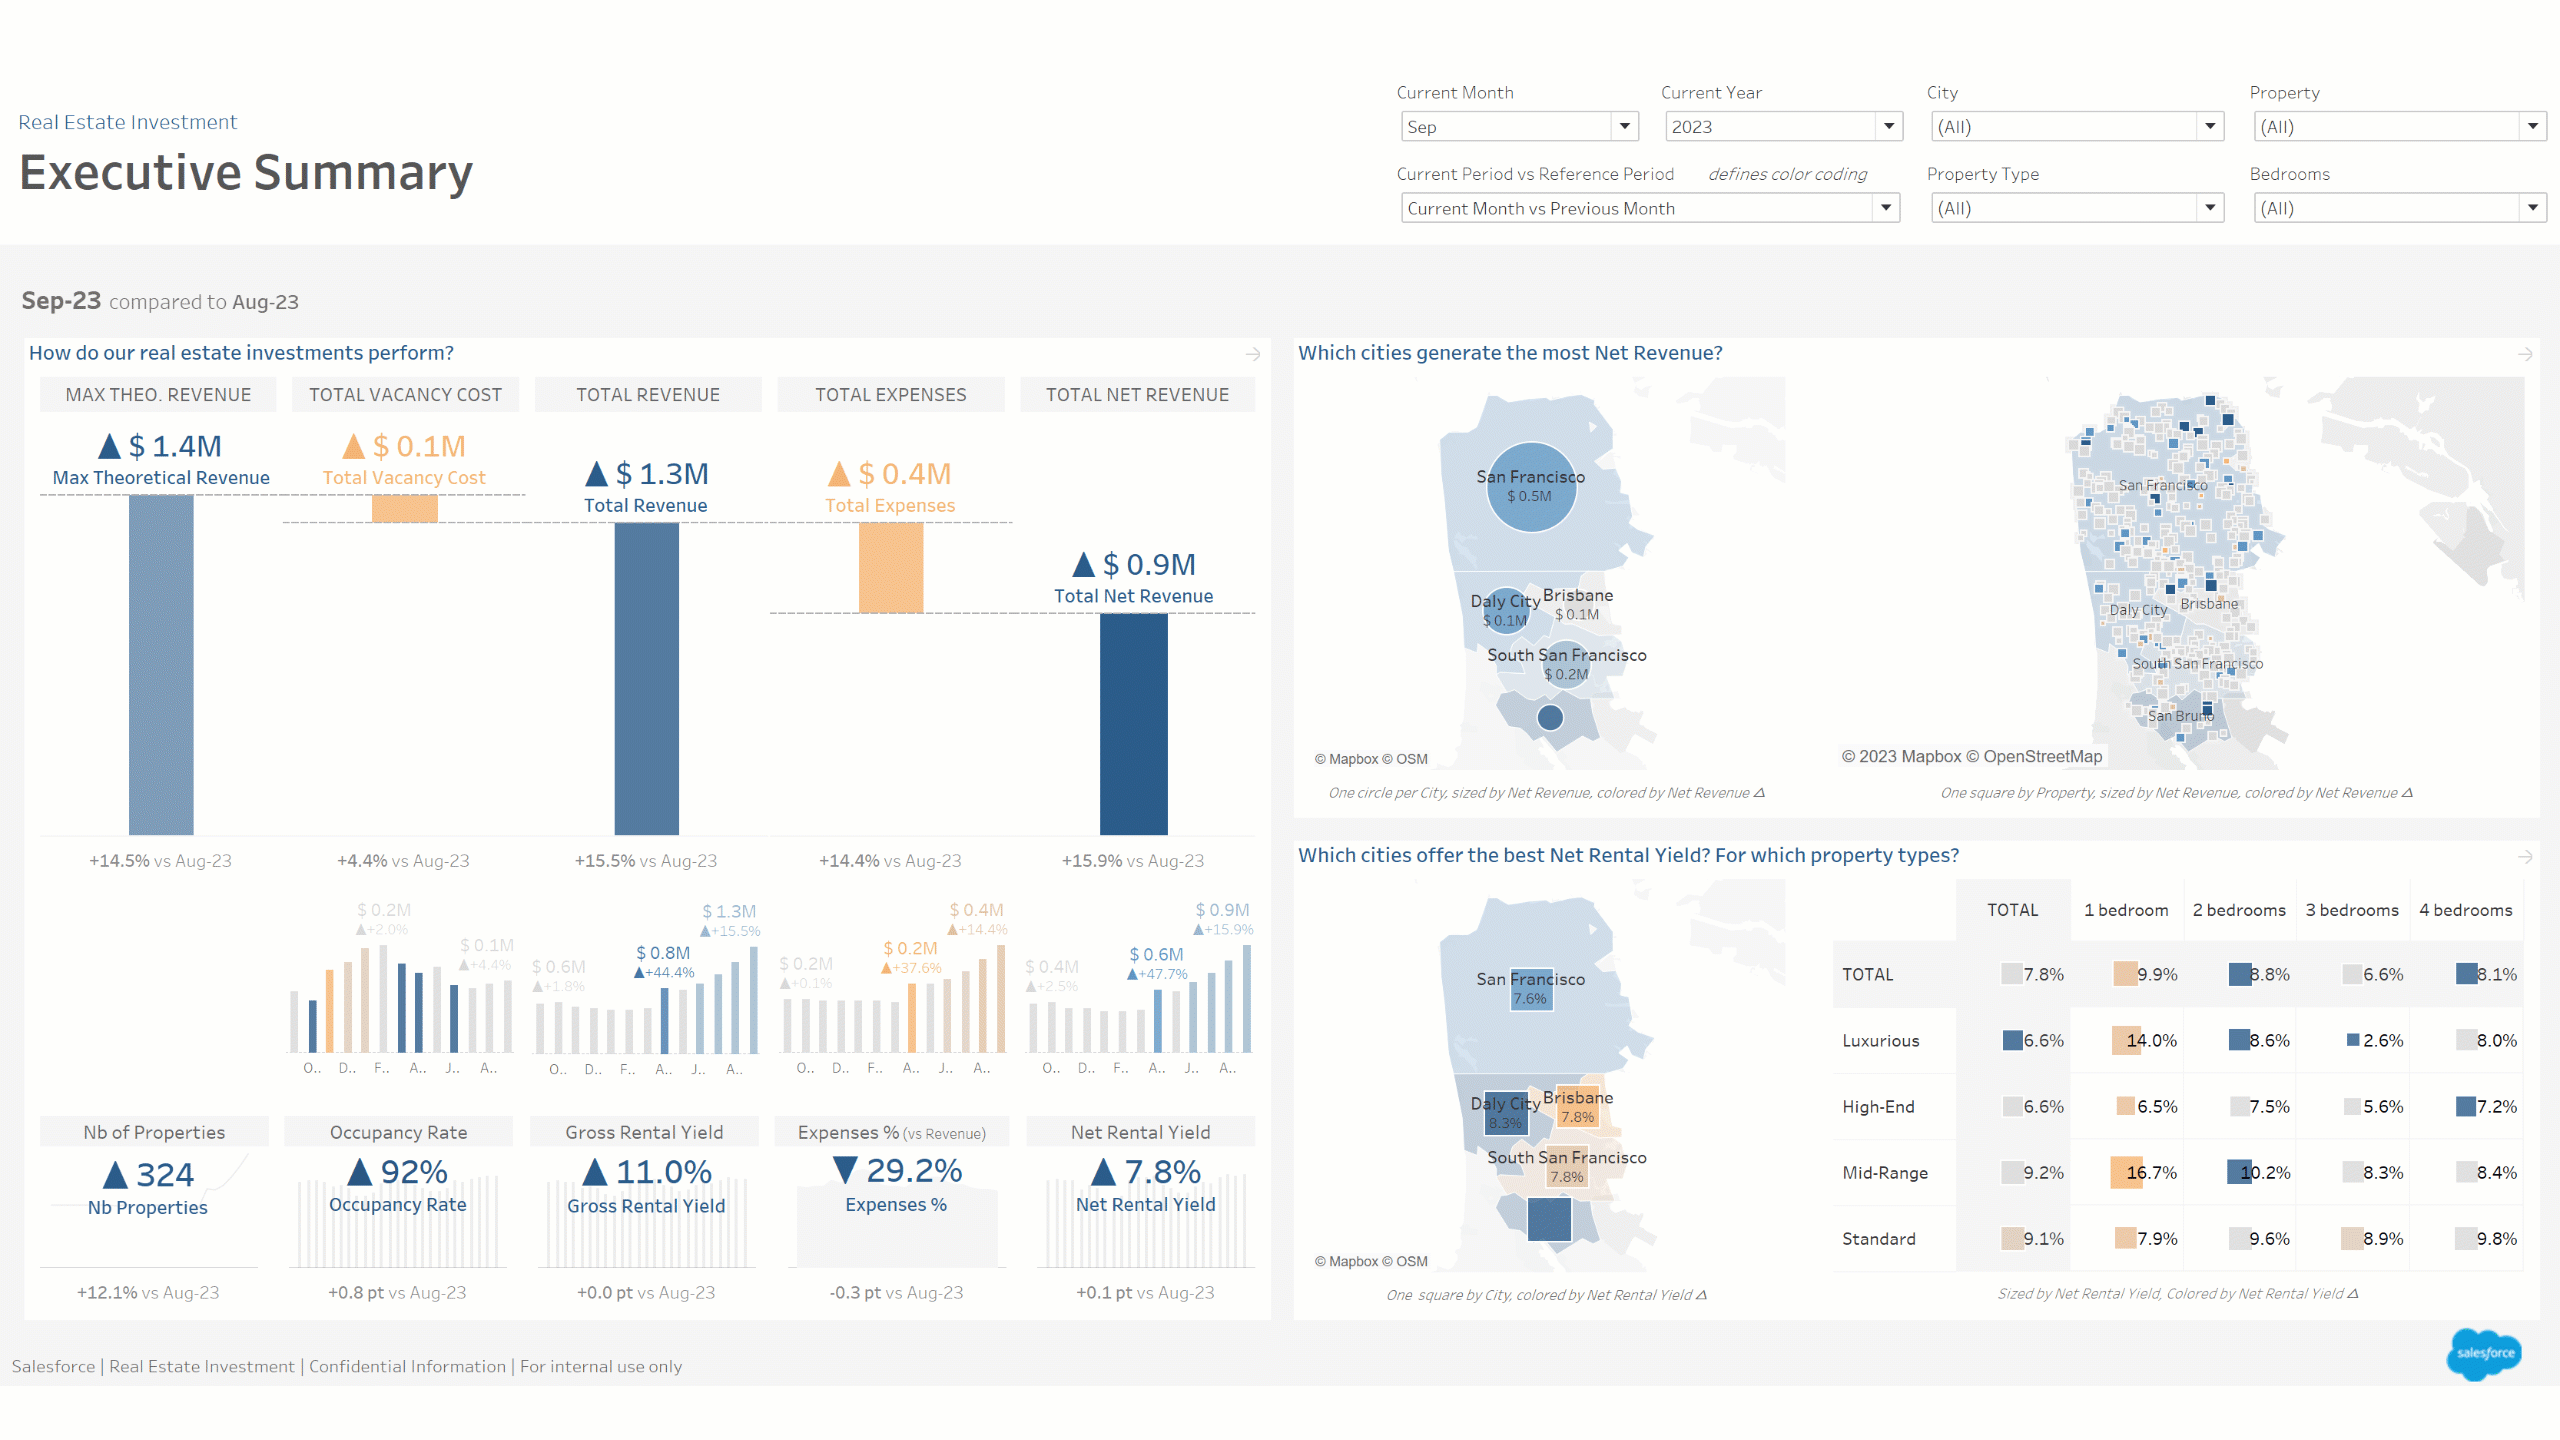 Current Month
Current Year
City
Property
Real Estate Investment
Sep
2023
(All)
(All)
Executive Summary
Current Period vs Reference Period defines color coding
Property Type
Bedrooms
Current Month vs Previous Month
(All)
(All)
Sep-23 compared to Aug-23
How do our real estate investments perform?
MAX THEO. REVENUE
TOTAL VACANCY COST
TOTAL REVENUE
TOTAL EXPENSES
TOTAL NET REVENUE
▲ $ 1.4M
Max Theoretical Revenue
▲ $ 0.1M
Total Vacancy Cost
▲ $ 1.3M
Total Revenue
▲ $ 0.4M
Total Expenses
▲ $ 0.9M
Total Net Revenue
+14.5% vs Aug-23
+4.4% vs Aug-23
+15.5% vs Aug-23
+14.4% vs Aug-23
+15.9% vs Aug-23
$ 0.2M
▲+2.0%
$ 0.1M
▲+4.4%
$ 0.6M
▲+1.8%
$ 0.8M
▲+44.4%
$ 1.3M
▲+15.5%
$ 0.2M
▲+0.1%
$ 0.2M
▲+37.6%
$ 0.4M
▲+14.4%
$ 0.4M
▲+2.5%
$ 0.6M
▲+47.7%
$ 0.9M
▲+15.9%
O.. D.. F.. A.. J.. A..
O.. D.. F.. A.. J.. A..
O.. D.. F.. A.. J.. A..
O.. D.. F.. A.. J.. A..
Nb of Properties
Occupancy Rate
Gross Rental Yield
Expenses % (vs Revenue)
Net Rental Yield
▲ 324
Nb Properties
▲ 92%
Occupancy Rate
▲ 11.0%
Gross Rental Yield
▼ 29.2%
Expenses %
▲ 7.8%
Net Rental Yield
+12.1% vs Aug-23
+0.8 pt vs Aug-23
+0.0 pt vs Aug-23
-0.3 pt vs Aug-23
+0.1 pt vs Aug-23
Which cities generate the most Net Revenue?
San Francisco
$ 0.5M
Daly City
$ 0.1M
Brisbane
$ 0.1M
South San Francisco
$ 0.2M
© Mapbox © OSM
One circle per City, sized by Net Revenue, colored by Net Revenue Δ
San Francisco
Daly City
Brisbane
South San Francisco
San Bruno
© 2023 Mapbox © OpenStreetMap
One square by Property, sized by Net Revenue, colored by Net Revenue Δ
Which cities offer the best Net Rental Yield? For which property types?
San Francisco
7.6%
Daly City
8.3%
Brisbane
7.8%
South San Francisco
7.8%
© Mapbox © OSM
One square by City, colored by Net Rental Yield Δ
TOTAL 1 bedroom 2 bedrooms 3 bedrooms 4 bedrooms
TOTAL 7.8% 9.9% 8.8% 6.6% 8.1%
Luxurious 6.6% 14.0% 8.6% 2.6% 8.0%
High-End 6.6% 6.5% 7.5% 5.6% 7.2%
Mid-Range 9.2% 16.7% 10.2% 8.3% 8.4%
Standard 9.1% 7.9% 9.6% 8.9% 9.8%
Sized by Net Rental Yield, Colored by Net Rental Yield Δ
Salesforce | Real Estate Investment | Confidential Information | For internal use only
salesforce